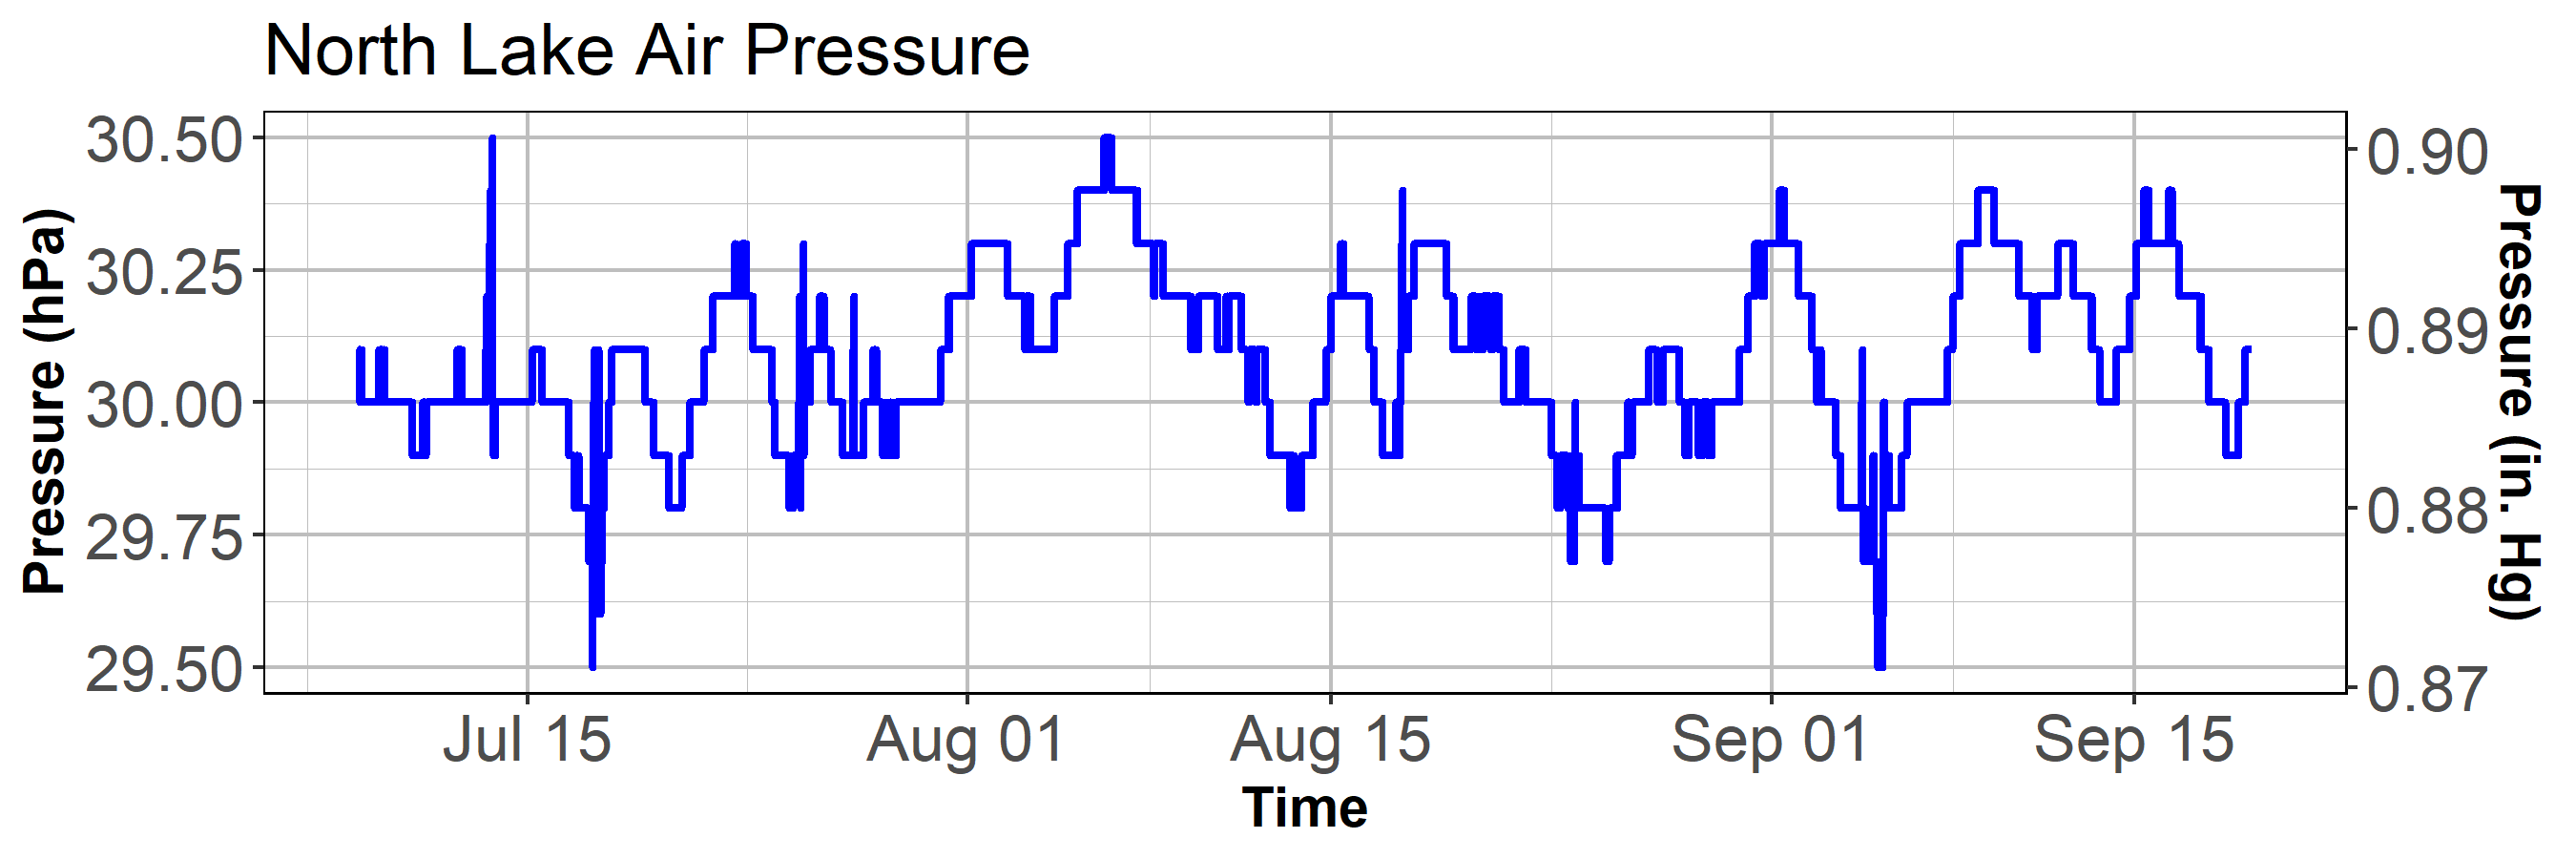 North Lake Air Pressure
Pressure (hPa)
30.50
30.25
30.00
29.75
29.50
0.90
0.89
0.88
0.87
Pressure (in. Hg)
Jul 15 Aug 01 Aug 15 Sep 01 Sep 15
Time